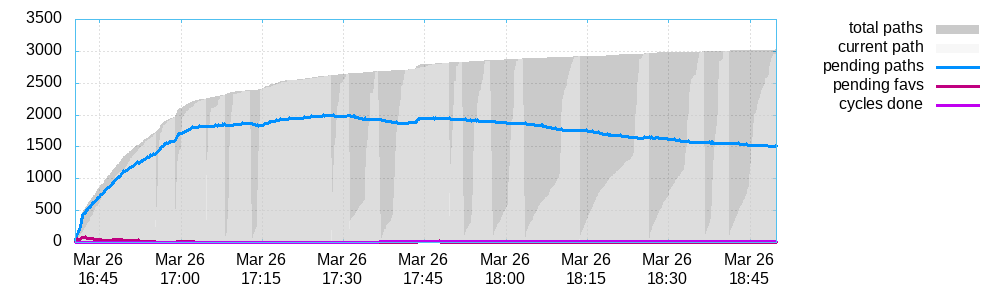 3500
3000
2500
2000
1500
1000
500
0
Mar 26 Mar 26 Mar 26 Mar 26 Mar 26 Mar 26 Mar 26 Mar 26 Mar 26
16:45 17:00 17:15 17:30 17:45 18:00 18:15 18:30 18:45
total paths
current path
pending paths
pending favs
cycles done